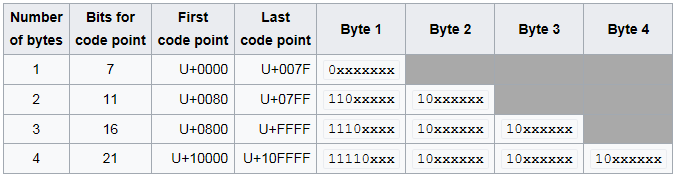 Number of bytes Bits for code point First code point Last code point Byte 1 Byte 2 Byte 3 Byte 4
1 7 U+0000 U+007F 0xxxxxxx
2 11 U+0080 U+07FF 110xxxxx 10xxxxxx
3 16 U+0800 U+FFFF 1110xxxx 10xxxxxx 10xxxxxx
4 21 U+10000 U+10FFFF 11110xxx 10xxxxxx 10xxxxxx 10xxxxxx